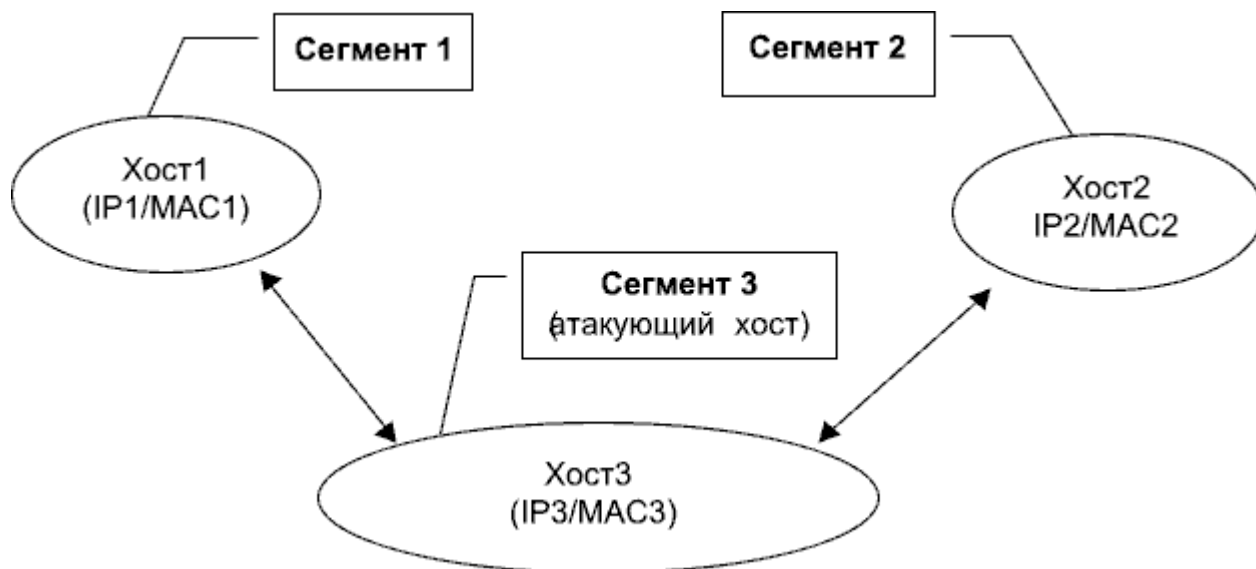 Сегмент 1
Сегмент 2
Хост1
(IP1/MAC1)
Хост2
IP2/MAC2
Сегмент 3
(атакующий хост)
Хост3
(IP3/MAC3)